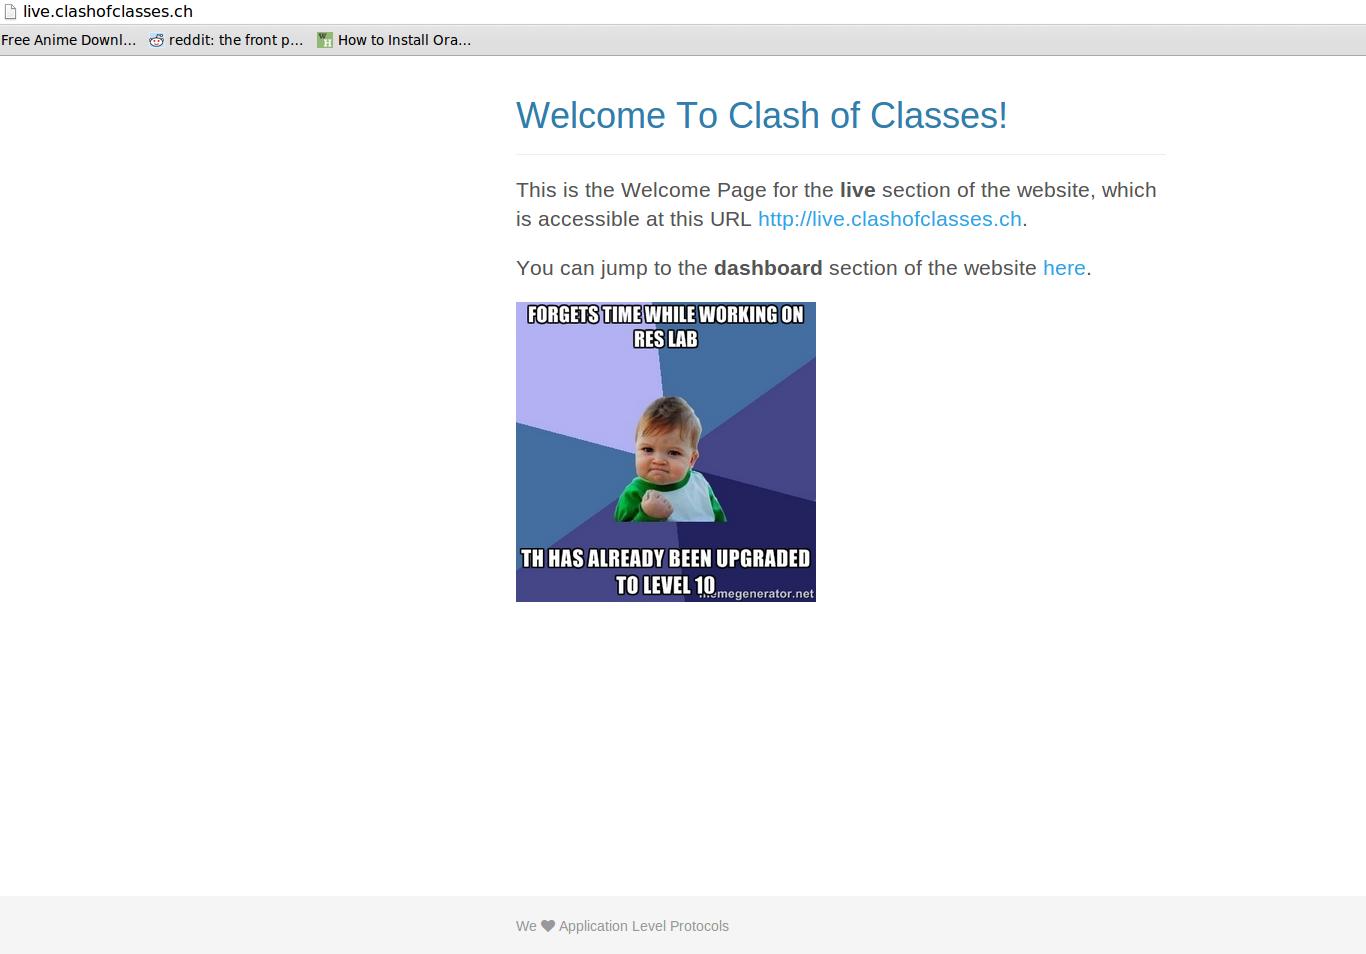 live.clashofclasses.ch
Free Anime Downl... reddit: the front p... How to Install Ora...
Welcome To Clash of Classes!
This is the Welcome Page for the live section of the website, which
is accessible at this URL http://live.clashofclasses.ch.
You can jump to the dashboard section of the website here.
FORGETS TIME WHILE WORKING ON
RES LAB
TH HAS ALREADY BEEN UPGRADED
TO LEVEL 10
memegenerator.net
We ♥ Application Level Protocols